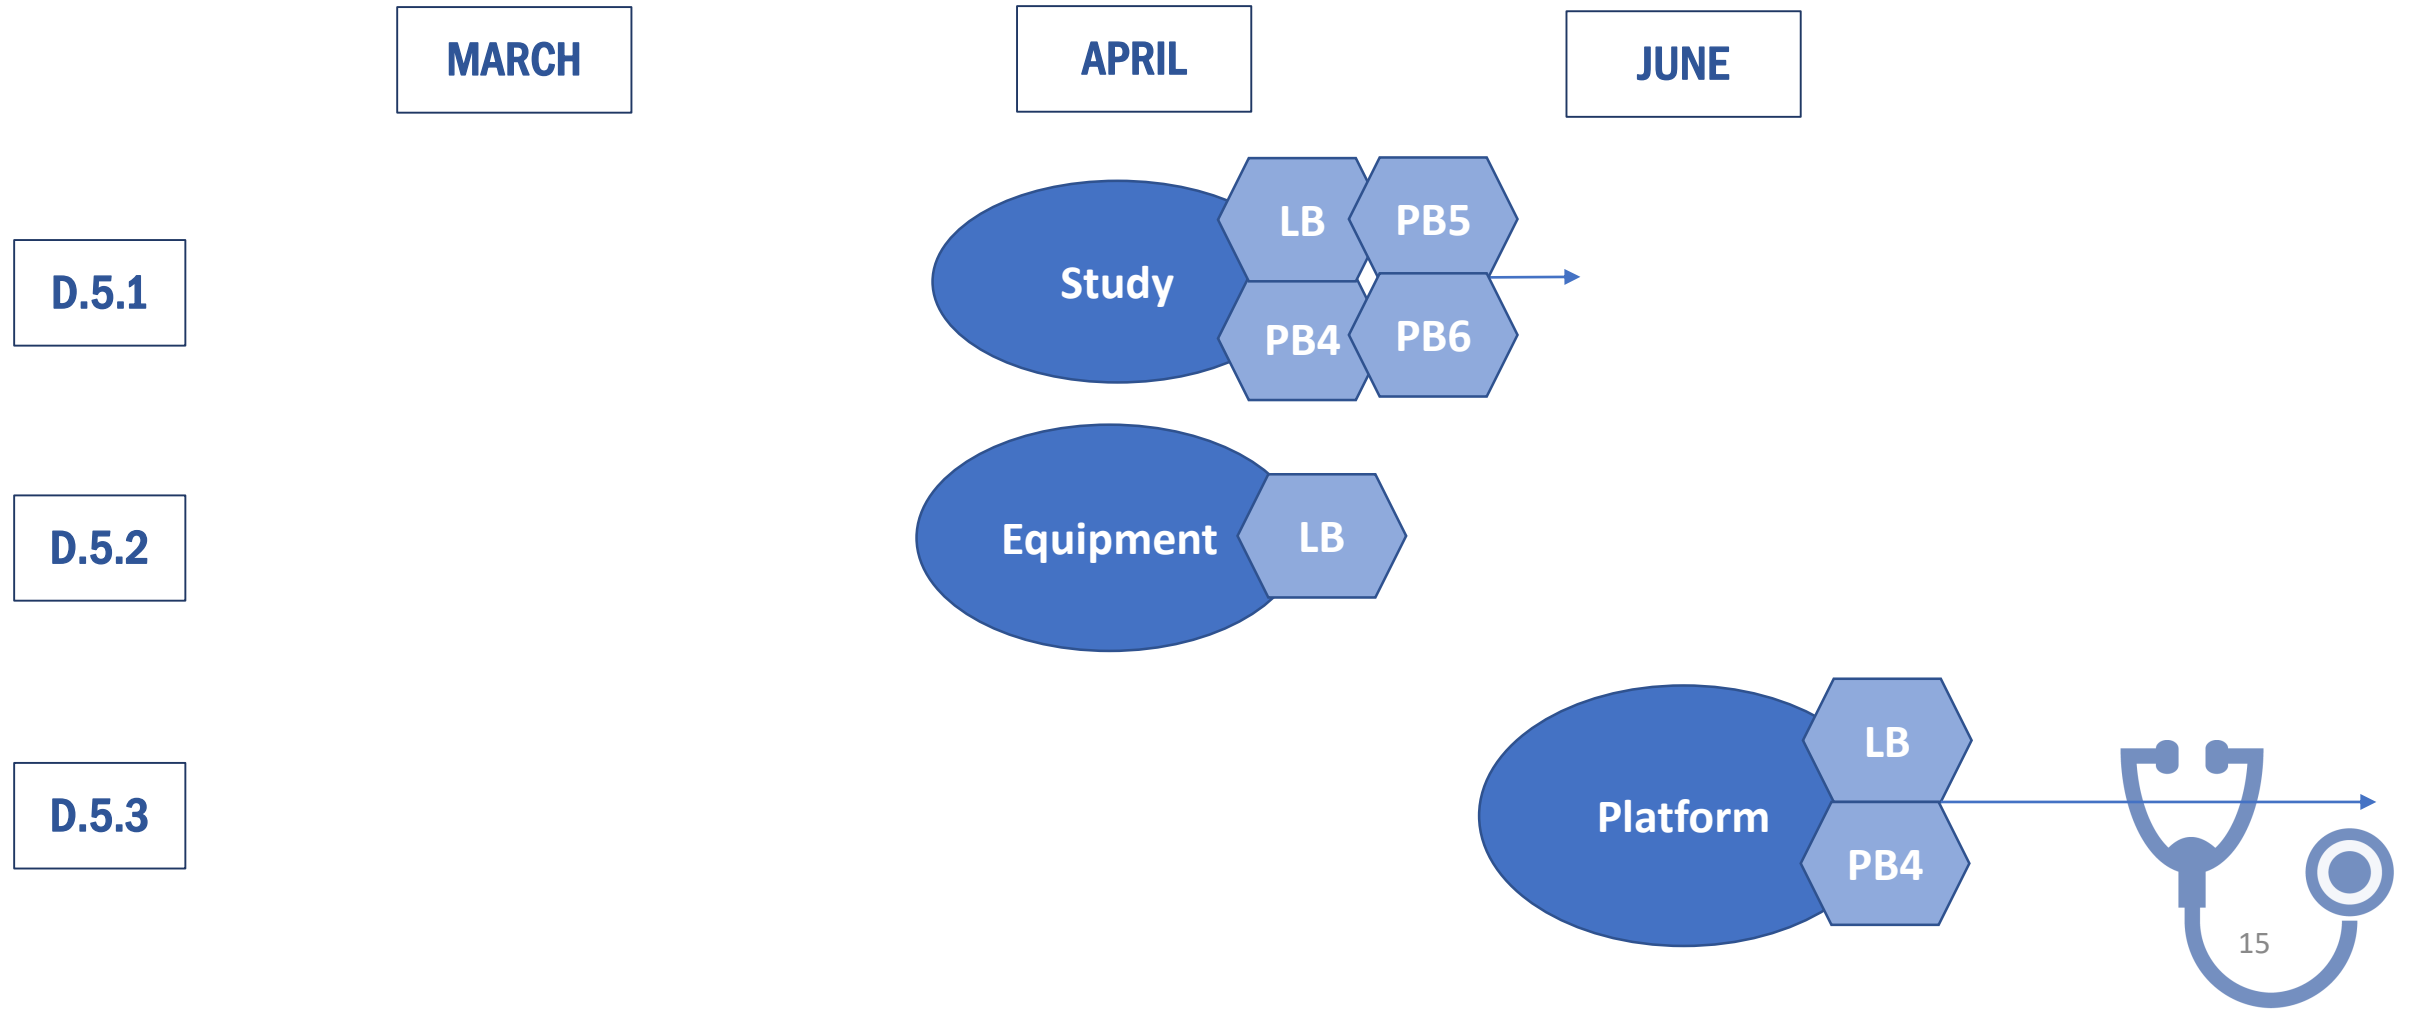 MARCH
APRIL
JUNE
D.5.1
Study
LB
PB5
PB4
PB6
D.5.2
Equipment
LB
D.5.3
Platform
LB
PB4
15